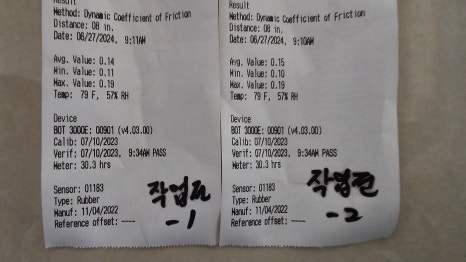 Result
Method: Dynamic Coefficient of Friction
Distance: 08 in.
Date: 06/27/2024, 9:11AM
Avg. Value: 0.14
Min. Value: 0.11
Max. Value: 0.19
Temp: 79 F, 57% RH
Device
BOT 3000E: 00901 (v4.03.00)
Calib: 07/10/2023
Verif: 07/10/2023, 9:34AM PASS
Meter: 30.3 hrs
Sensor: 01183
Type: Rubber
Manuf: 11/04/2022
Reference offset: ----
작업전
-1
Result
Method: Dynamic Coefficient of Friction
Distance: 08 in.
Date: 06/27/2024, 9:10AM
Avg. Value: 0.15
Min. Value: 0.10
Max. Value: 0.19
Temp: 79 F, 57% RH
Device
BOT 3000E: 00901 (v4.03.00)
Calib: 07/10/2023
Verif: 07/10/2023, 9:34AM PASS
Meter: 30.3 hrs
Sensor: 01183
Type: Rubber
Manuf: 11/04/2022
Reference offset: ----
작업전
-2